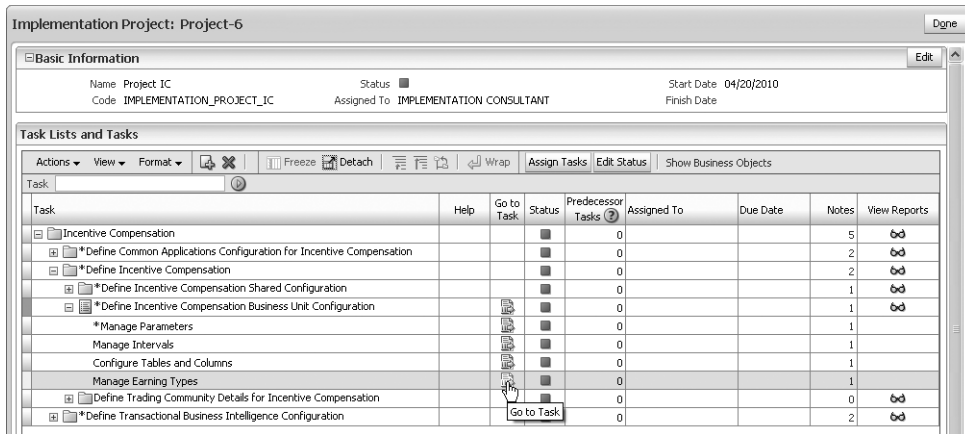 Implementation Project: Project-6
Done
Basic Information
Edit
Name Project IC Status Start Date 04/20/2010
Code IMPLEMENTATION_PROJECT_IC Assigned To IMPLEMENTATION CONSULTANT Finish Date
Task Lists and Tasks
Actions View Format Freeze Detach Wrap Assign Tasks Edit Status Show Business Objects
Task
Task Help Go to Task Status Predecessor Tasks Assigned To Due Date Notes View Reports
Incentive Compensation 0 5
*Define Common Applications Configuration for Incentive Compensation 0 2
*Define Incentive Compensation 0 2
*Define Incentive Compensation Shared Configuration 0 1
*Define Incentive Compensation Business Unit Configuration 0 1
*Manage Parameters 0 1
Manage Intervals 0 1
Configure Tables and Columns 0 1
Manage Earning Types 0 1
Define Trading Community Details for Incentive Compensation 0 0
Go to Task
*Define Transactional Business Intelligence Configuration 0 2